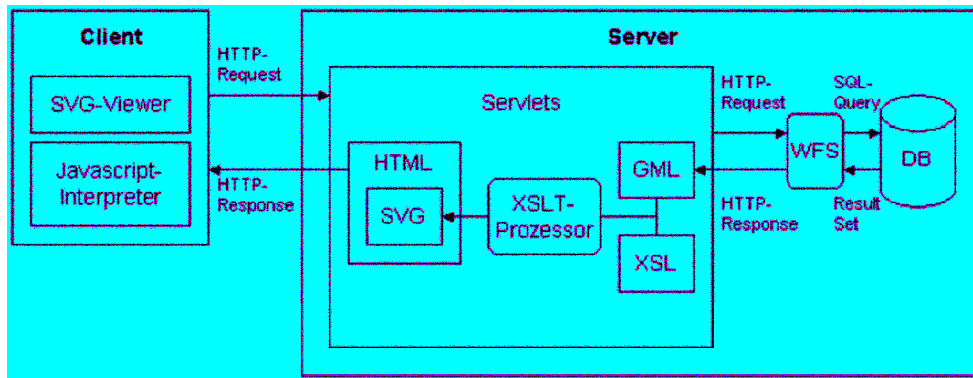 Client
Server
HTTP-
Request
SVG-Viewer
Javascript-
Interpreter
HTTP-
Response
Servlets
HTML
SVG
XSLT-
Prozessor
GML
XSL
HTTP-
Request
SQL-
Query
WFS
DB
HTTP-
Response
Result
Set